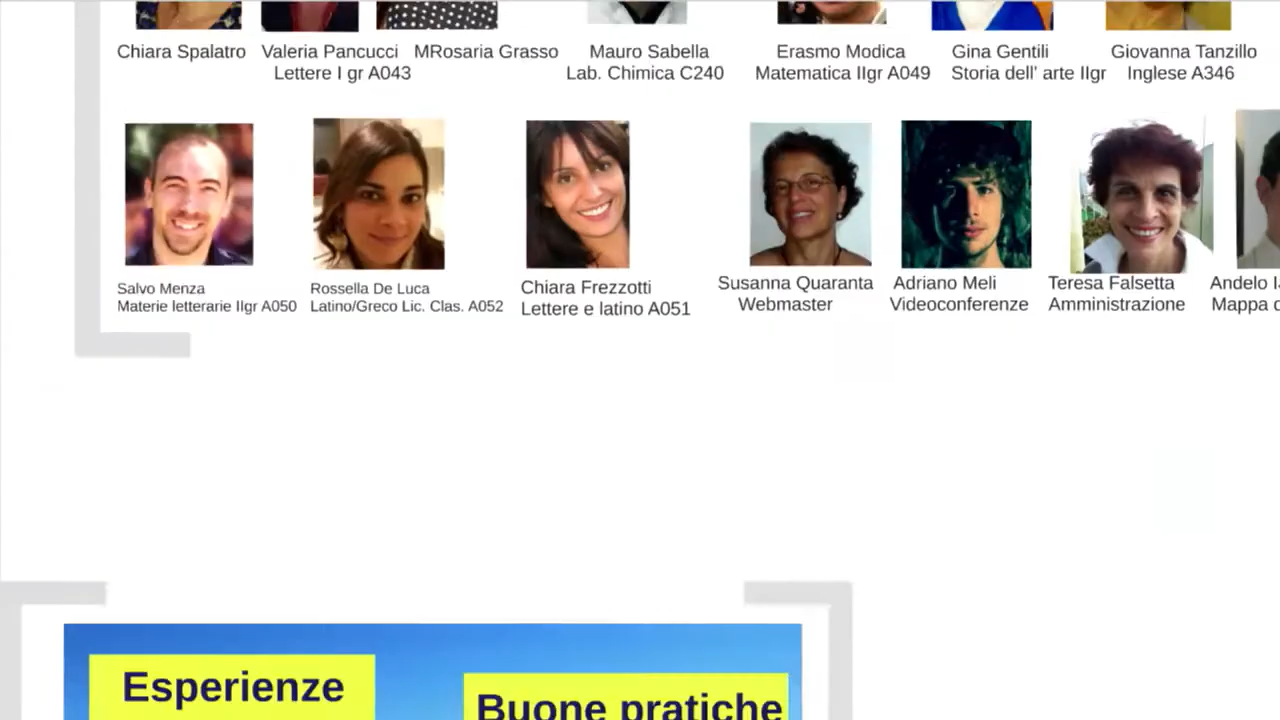 Chiara Spalatro
Valeria Pancucci
Lettere I gr A043
MRosaria Grasso
Mauro Sabella
Lab. Chimica C240
Erasmo Modica
Matematica IIgr A049
Gina Gentili
Storia dell' arte IIgr
Giovanna Tanzillo
Inglese A346
Salvo Menza
Materie letterarie IIgr A050
Rossella De Luca
Latino/Greco Lic. Clas. A052
Chiara Frezzotti
Lettere e latino A051
Susanna Quaranta
Webmaster
Adriano Meli
Videoconferenze
Teresa Falsetta
Amministrazione
Andelo
Mappa
Esperienze
Buone pratiche